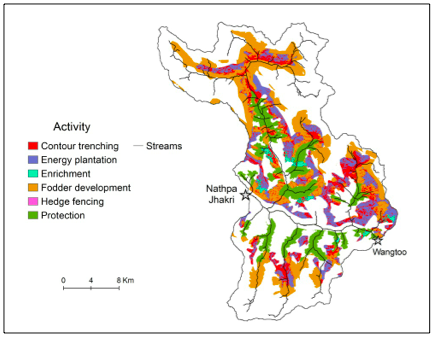 Activity
Contour trenching
Streams
Energy plantation
Enrichment
Fodder development
Hedge fencing
Protection
Nathpa
Jhakri
Wangtoo
0 4 8 Km